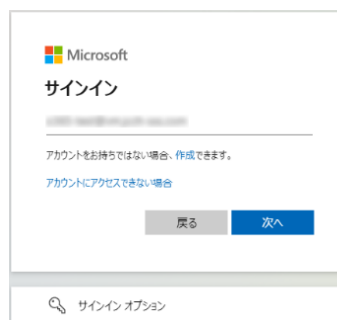 Microsoft
サインイン
アカウントをお持ちではない場合、作成できます。
アカウントにアクセスできない場合
戻る
次へ
サインイン オプション